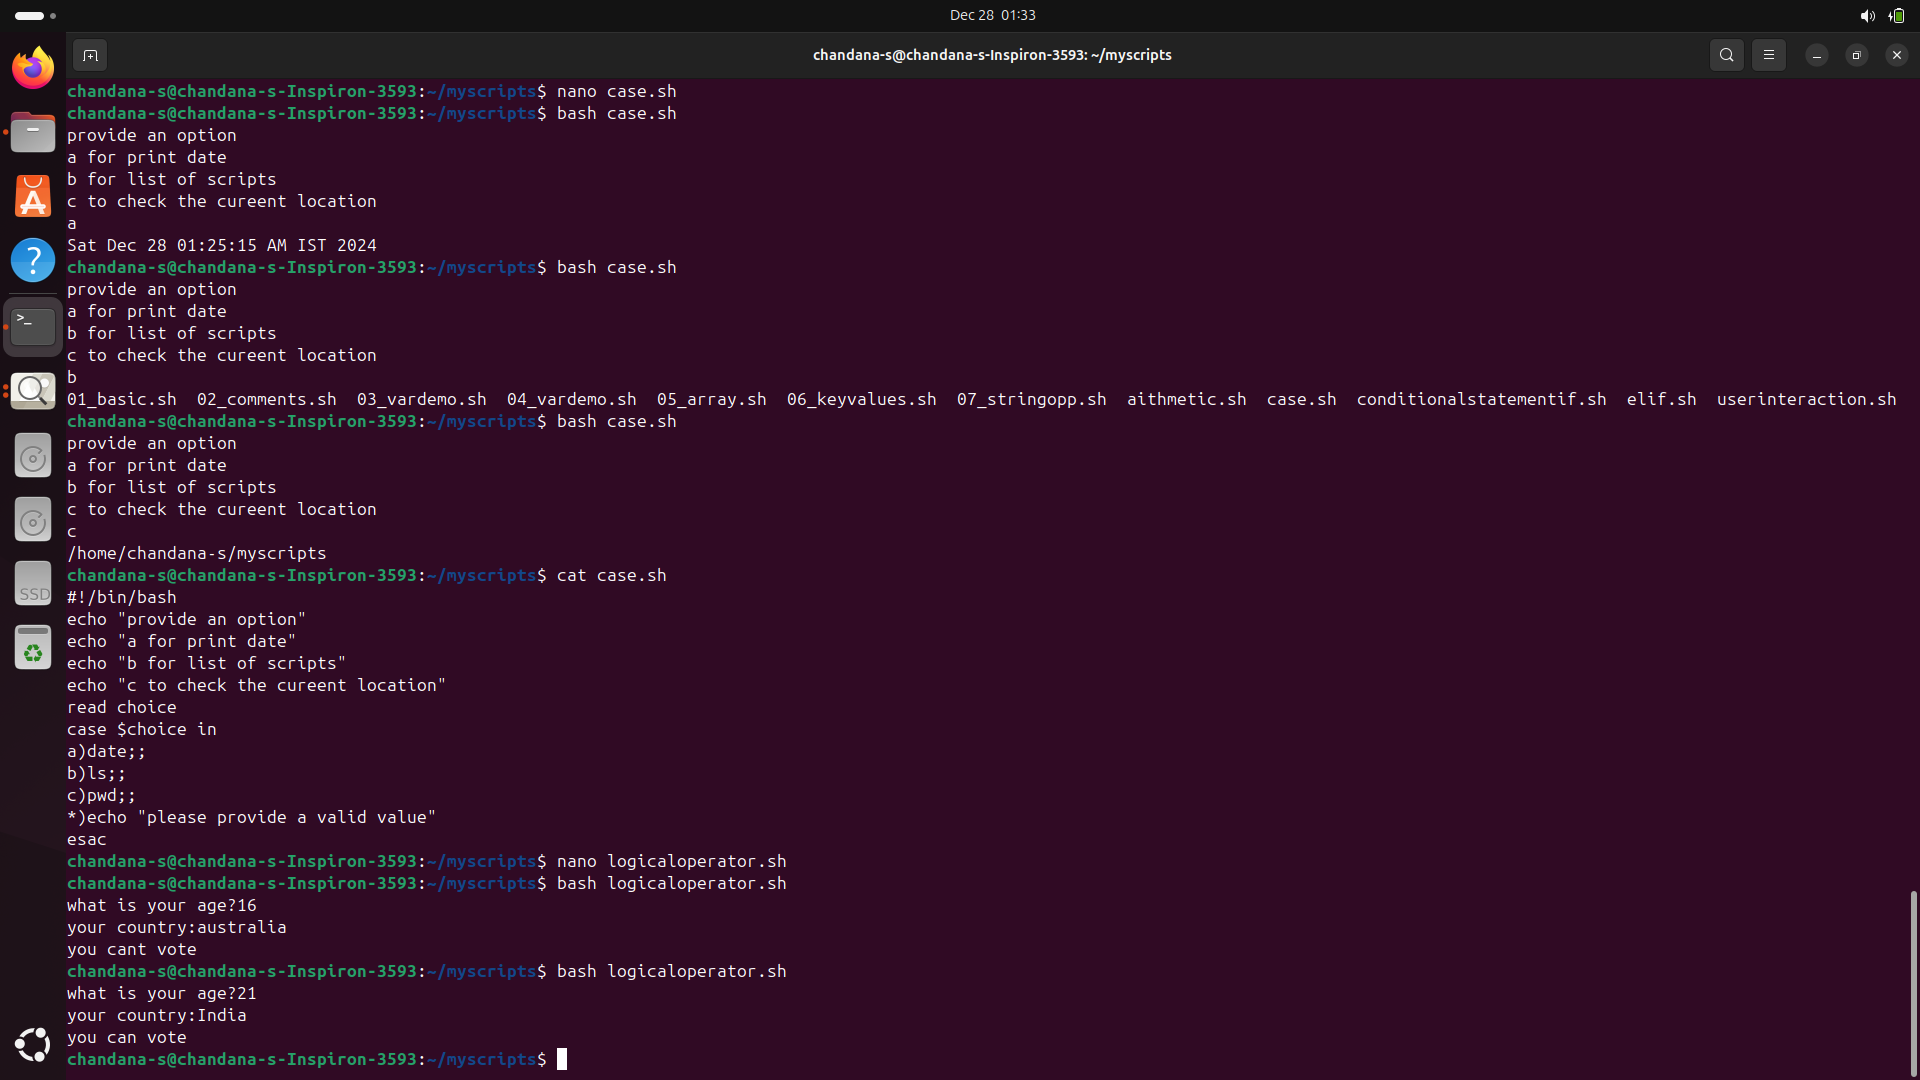 Dec 28 01:33
chandana-s@chandana-s-Inspiron-3593: ~/myscripts
chandana-s@chandana-s-Inspiron-3593:~/myscripts$ nano case.sh
chandana-s@chandana-s-Inspiron-3593:~/myscripts$ bash case.sh
provide an option
a for print date
b for list of scripts
c to check the cureent location
a
Sat Dec 28 01:25:15 AM IST 2024
chandana-s@chandana-s-Inspiron-3593:~/myscripts$ bash case.sh
provide an option
a for print date
b for list of scripts
c to check the cureent location
b
01_basic.sh  02_comments.sh  03_vardemo.sh  04_vardemo.sh  05_array.sh  06_keyvalues.sh  07_stringopp.sh  aithmetic.sh  case.sh  conditionalstatementif.sh  elif.sh  userinteraction.sh
chandana-s@chandana-s-Inspiron-3593:~/myscripts$ bash case.sh
provide an option
a for print date
b for list of scripts
c to check the cureent location
c
/home/chandana-s/myscripts
chandana-s@chandana-s-Inspiron-3593:~/myscripts$ cat case.sh
#!/bin/bash
echo "provide an option"
echo "a for print date"
echo "b for list of scripts"
echo "c to check the cureent location"
read choice
case $choice in
a)date;;
b)ls;;
c)pwd;;
*)echo "please provide a valid value"
esac
chandana-s@chandana-s-Inspiron-3593:~/myscripts$ nano logicaloperator.sh
chandana-s@chandana-s-Inspiron-3593:~/myscripts$ bash logicaloperator.sh
what is your age?16
your country:australia
you cant vote
chandana-s@chandana-s-Inspiron-3593:~/myscripts$ bash logicaloperator.sh
what is your age?21
your country:India
you can vote
chandana-s@chandana-s-Inspiron-3593:~/myscripts$
SSD